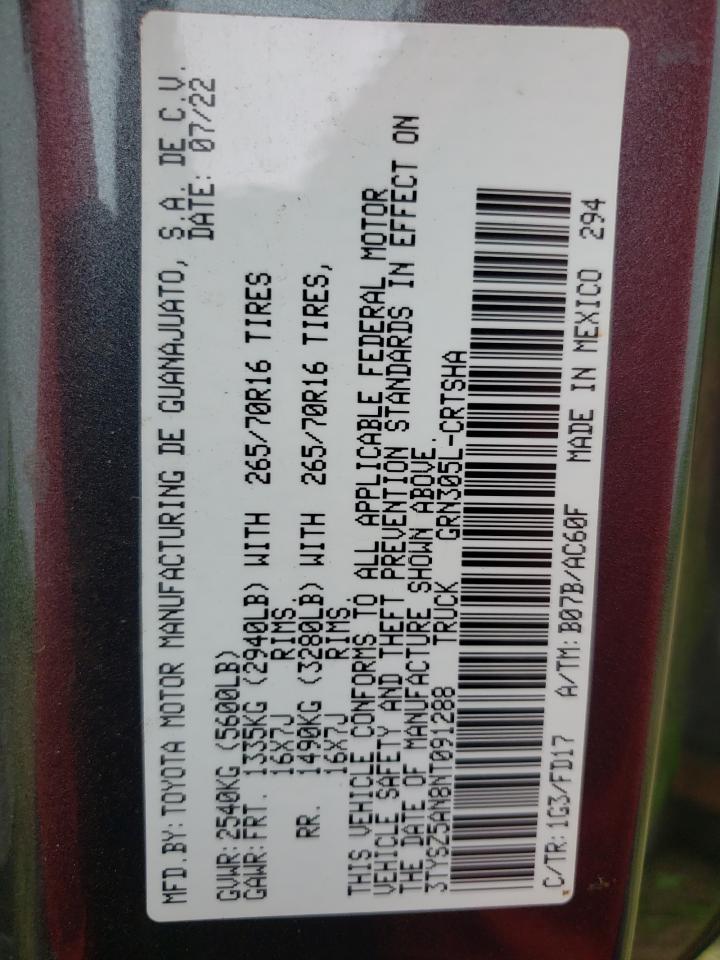 MFD.BY:TOYOTA MOTOR MANUFACTURING DE GUANAJUATO, S.A. DE C.V.
DATE: 07/22
GVWR:2540KG (5600LB)
GAWR:FRT. 1335KG (2940LB) WITH 265/70R16 TIRES
16X7J RIMS.
RR. 1490KG (3280LB) WITH 265/70R16 TIRES,
16X7J RIMS.
THIS VEHICLE CONFORMS TO ALL APPLICABLE FEDERAL MOTOR
VEHICLE SAFETY AND THEFT PREVENTION STANDARDS IN EFFECT ON
THE DATE OF MANUFACTURE SHOWN ABOVE.
3TYSZ5AN8NT091288 TRUCK GRN305L-CRTSHA
C/TR:1G3/FD17 A/TM:B07B/AC60F MADE IN MEXICO 294